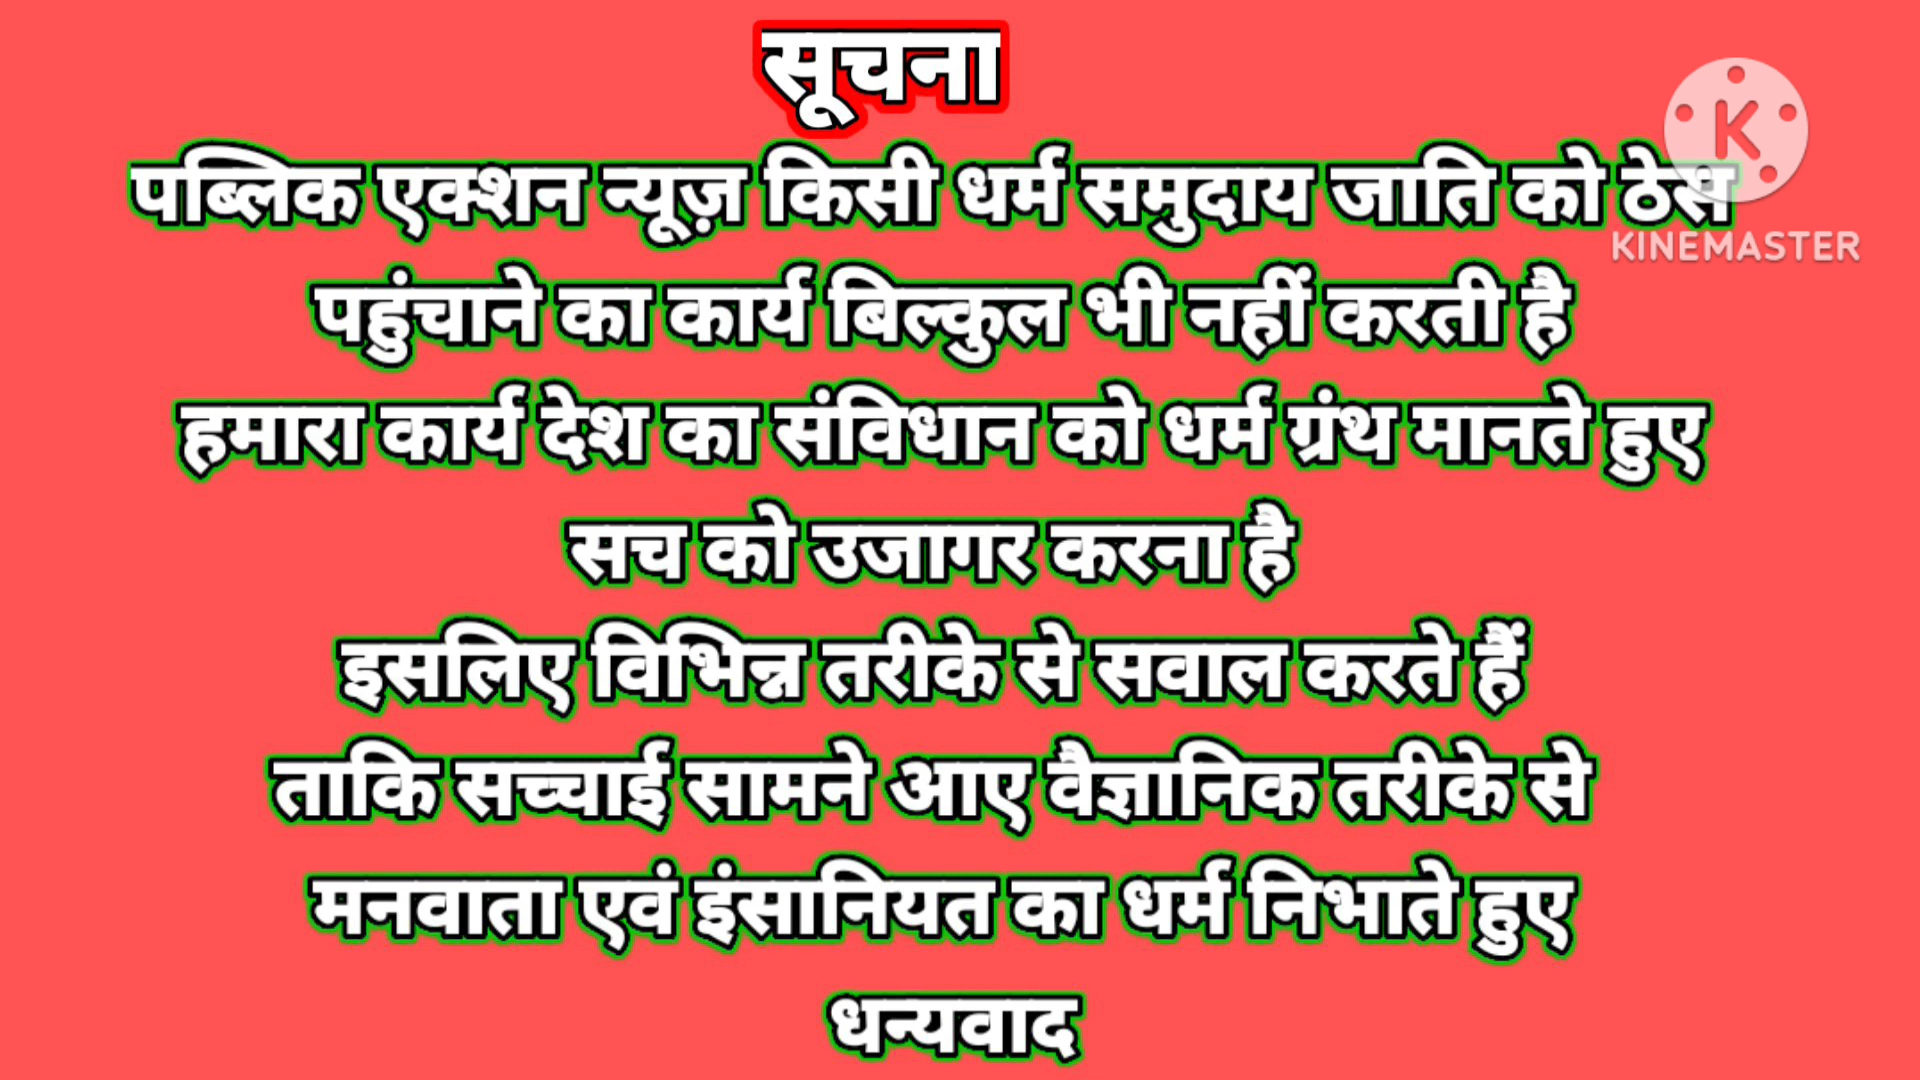 सूचना
पब्लिक एक्शन न्यूज़ किसी धर्म समुदाय जाति को ठेस
पहुंचाने का कार्य बिल्कुल भी नहीं करती है
हमारा कार्य देश का संविधान को धर्म ग्रंथ मानते हुए
सच को उजागर करना है
इसलिए विभिन्न तरीके से सवाल करते हैं
ताकि सच्चाई सामने आए वैज्ञानिक तरीके से
मनवाता एवं इंसानियत का धर्म निभाते हुए
धन्यवाद
K
KINEMASTER